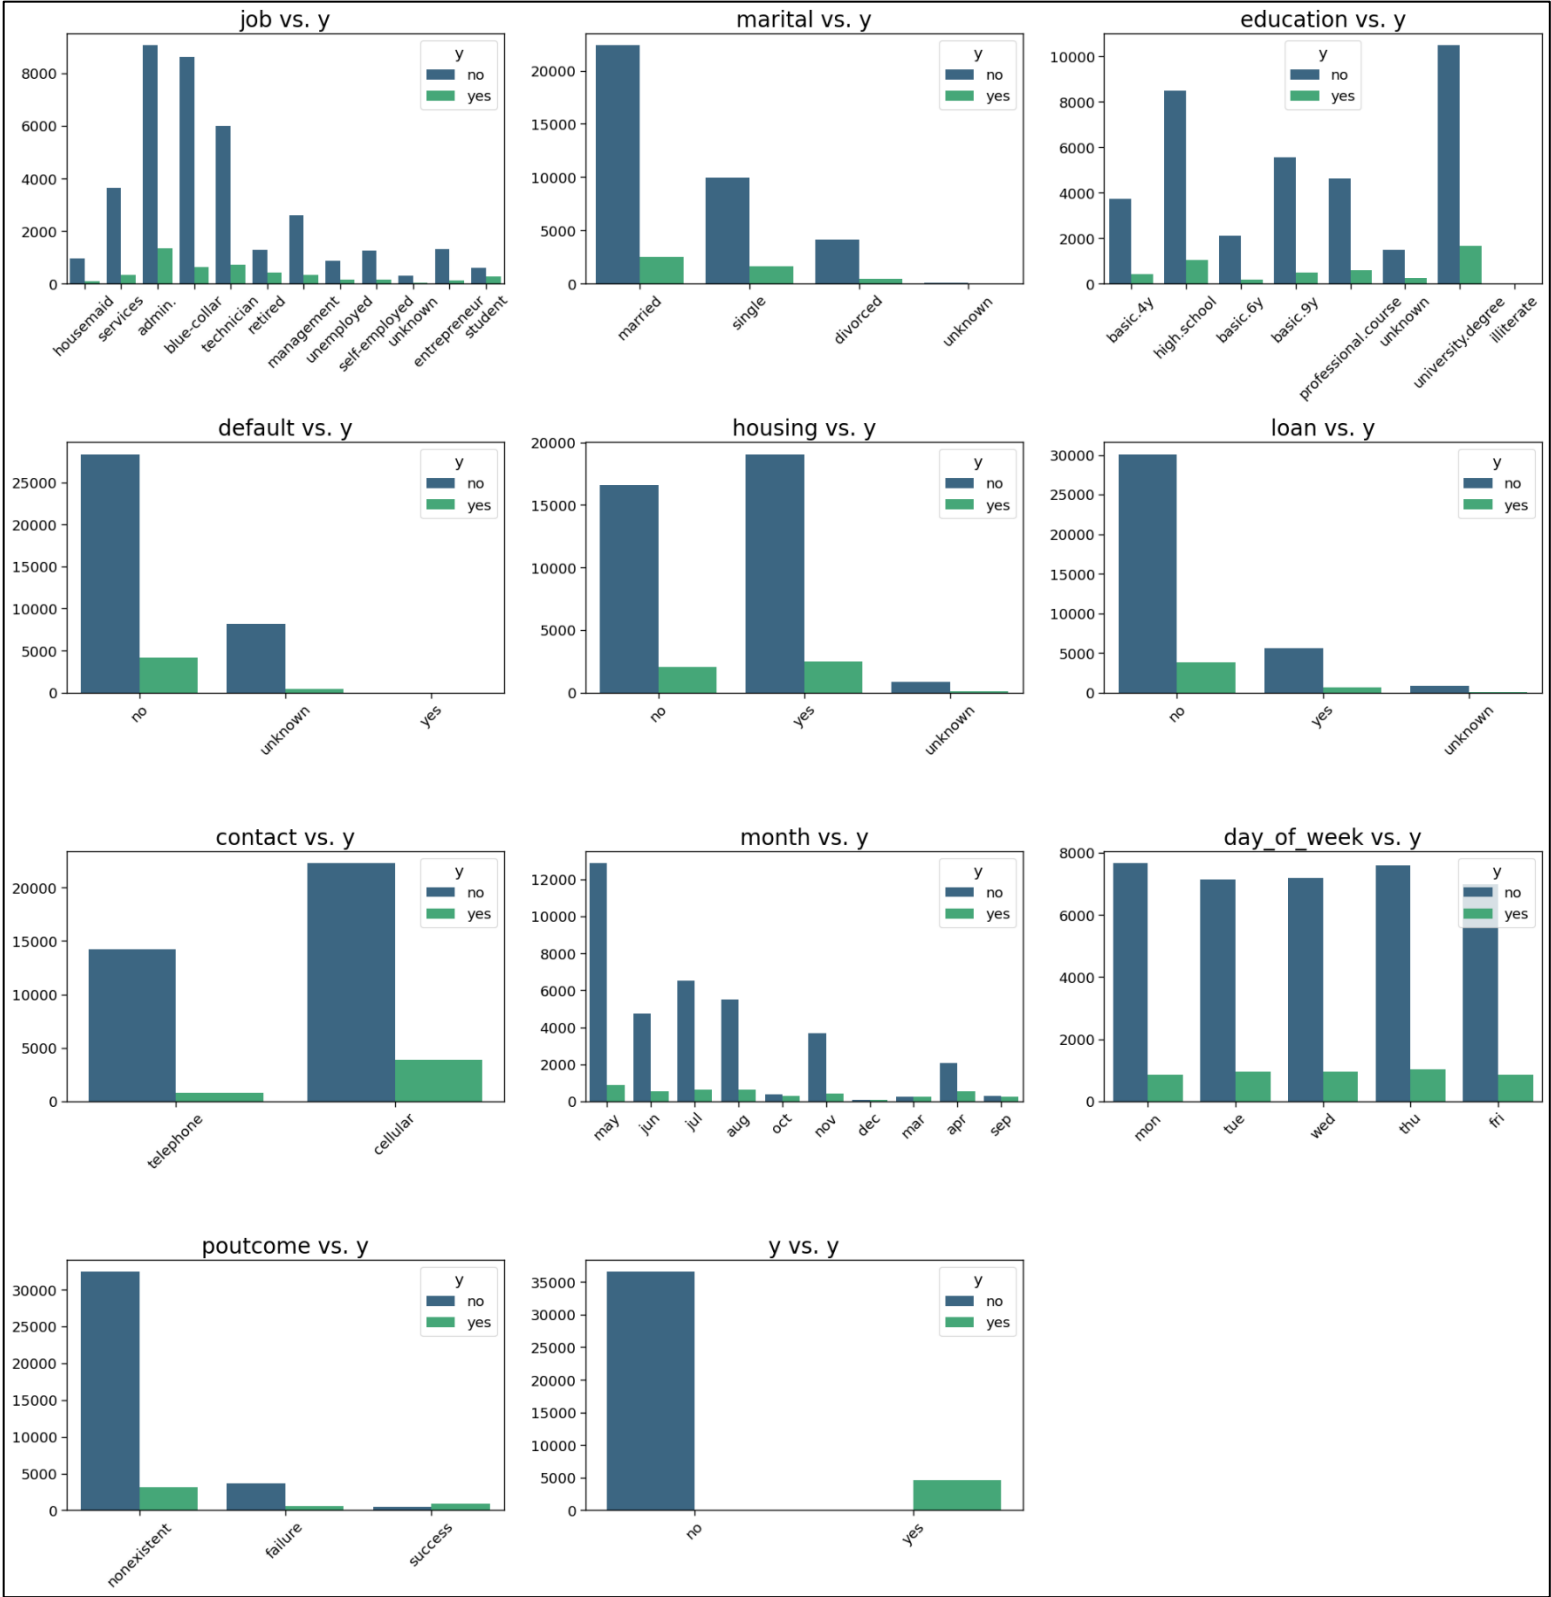 job vs. y
8000
6000
4000
2000
0
y
no
yes
housemaid
services
admin.
blue-collar
technician
retired
management
unemployed
self-employed
unknown
entrepreneur
student
marital vs. y
20000
15000
10000
5000
0
y
no
yes
married
single
divorced
unknown
education vs. y
10000
8000
6000
4000
2000
0
y
no
yes
basic.4y
high.school
basic.6y
basic.9y
professional.course
unknown
university.degree
illiterate
default vs. y
25000
20000
15000
10000
5000
0
y
no
yes
no
unknown
yes
housing vs. y
20000
15000
10000
5000
0
y
no
yes
no
yes
unknown
loan vs. y
30000
25000
20000
15000
10000
5000
0
y
no
yes
no
yes
unknown
contact vs. y
20000
15000
10000
5000
0
y
no
yes
telephone
cellular
month vs. y
12000
10000
8000
6000
4000
2000
0
y
no
yes
may
jun
jul
aug
oct
nov
dec
mar
apr
sep
day_of_week vs. y
8000
6000
4000
2000
0
y
no
yes
mon
tue
wed
thu
fri
poutcome vs. y
30000
25000
20000
15000
10000
5000
0
y
no
yes
nonexistent
failure
success
y vs. y
35000
30000
25000
20000
15000
10000
5000
0
y
no
yes
no
yes